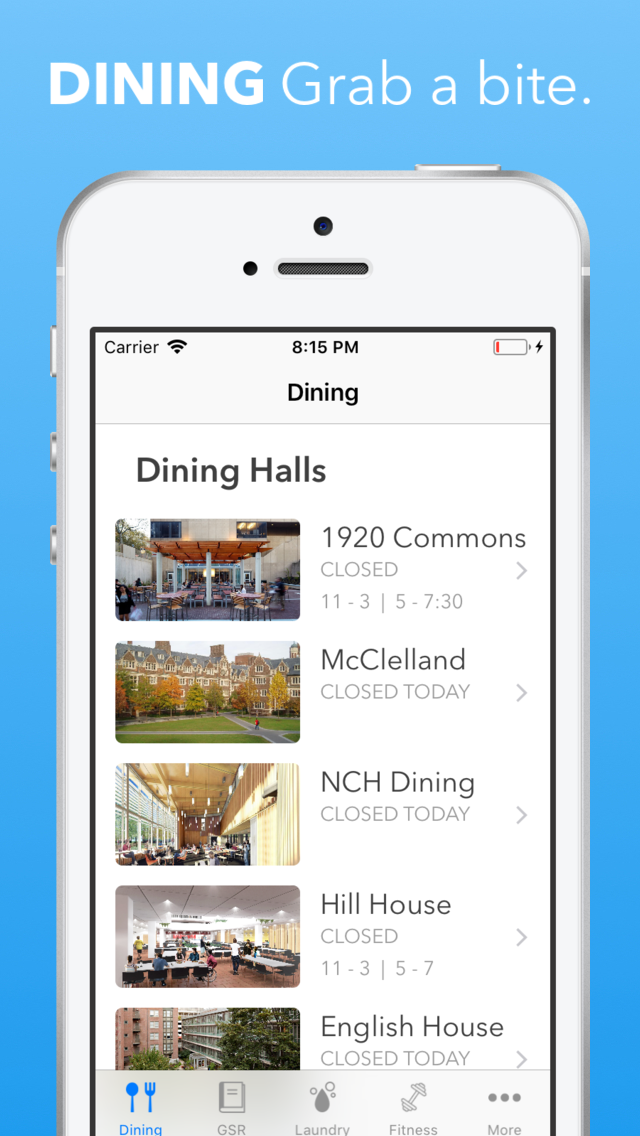 DINING Grab a bite.
Carrier 8:15 PM
Dining
Dining Halls
1920 Commons
CLOSED
11 - 3 | 5 - 7:30
McClelland
CLOSED TODAY
NCH Dining
CLOSED TODAY
Hill House
CLOSED
11 - 3 | 5 - 7
English House
CLOSED TODAY
Dining GSR Laundry Fitness More